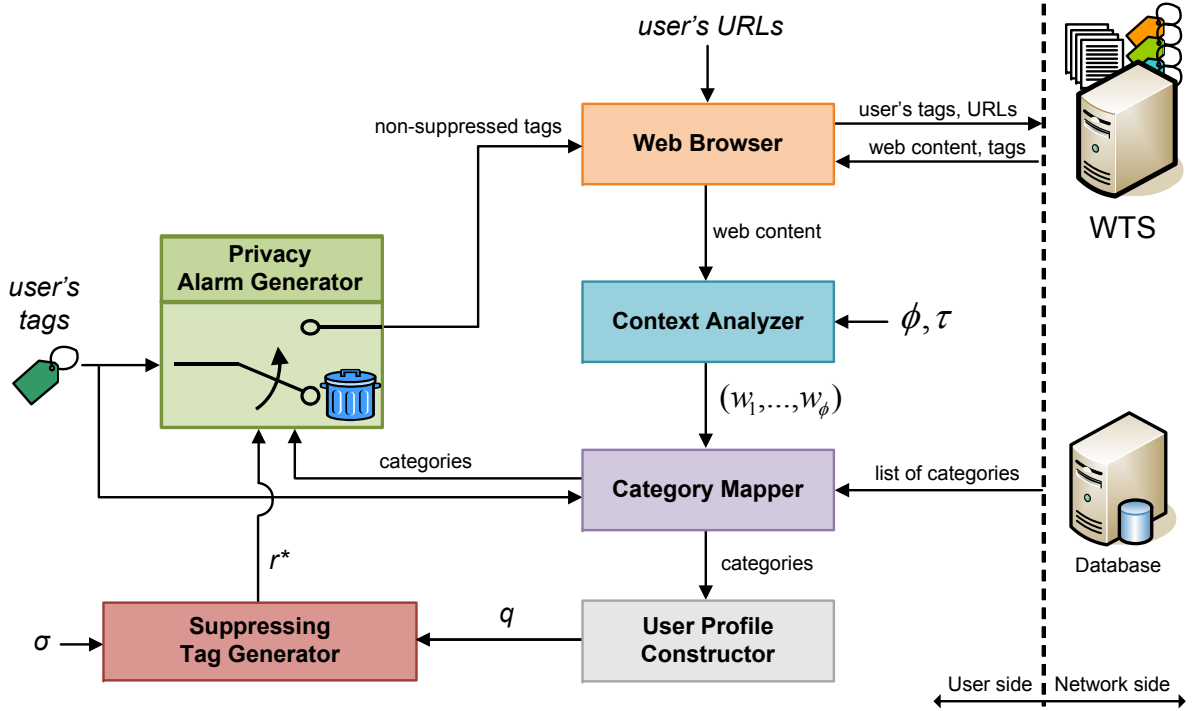 user's URLs
non-suppressed tags
Web Browser
user's tags, URLs
web content, tags
WTS
web content
Privacy
Alarm Generator
user's
tags
Context Analyzer
ϕ, τ
(w₁,...,w_ϕ)
categories
Category Mapper
list of categories
Database
r*
categories
σ
Suppressing
Tag Generator
q
User Profile
Constructor
User side
Network side